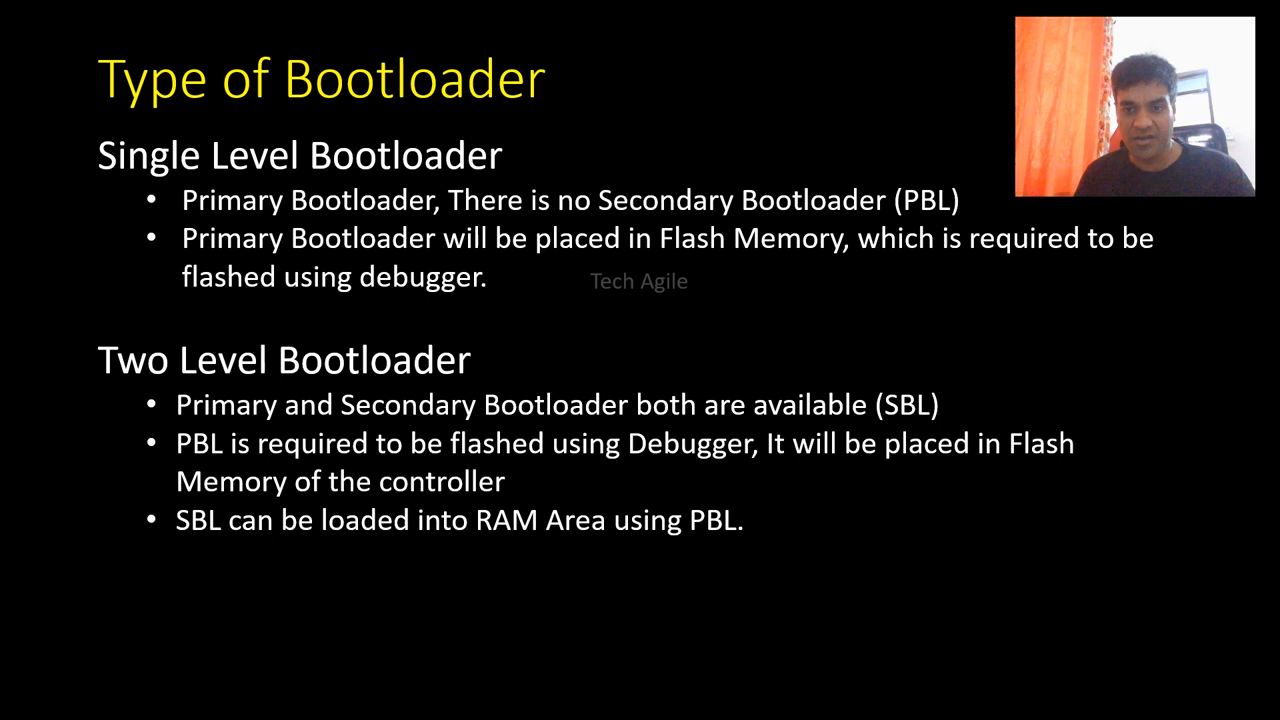 Type of Bootloader
Single Level Bootloader
• Primary Bootloader, There is no Secondary Bootloader (PBL)
• Primary Bootloader will be placed in Flash Memory, which is required to be
flashed using debugger.
Tech Agile
Two Level Bootloader
• Primary and Secondary Bootloader both are available (SBL)
• PBL is required to be flashed using Debugger, It will be placed in Flash
Memory of the controller
• SBL can be loaded into RAM Area using PBL.